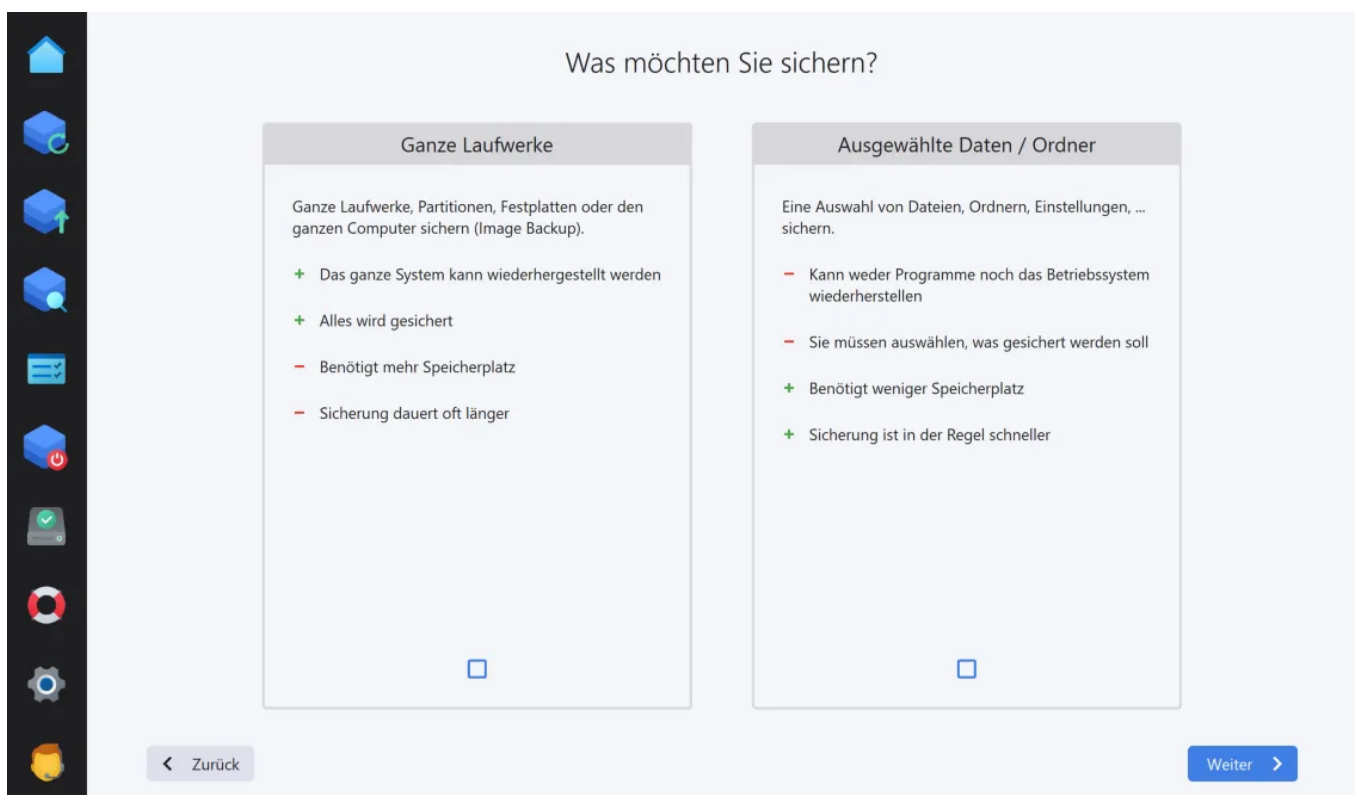 Was möchten Sie sichern?
Ganze Laufwerke
Ganze Laufwerke, Partitionen, Festplatten oder den
ganzen Computer sichern (Image Backup).
+ Das ganze System kann wiederhergestellt werden
+ Alles wird gesichert
− Benötigt mehr Speicherplatz
− Sicherung dauert oft länger
Ausgewählte Daten / Ordner
Eine Auswahl von Dateien, Ordnern, Einstellungen, ...
sichern.
− Kann weder Programme noch das Betriebssystem
wiederherstellen
− Sie müssen auswählen, was gesichert werden soll
+ Benötigt weniger Speicherplatz
+ Sicherung ist in der Regel schneller
Zurück
Weiter